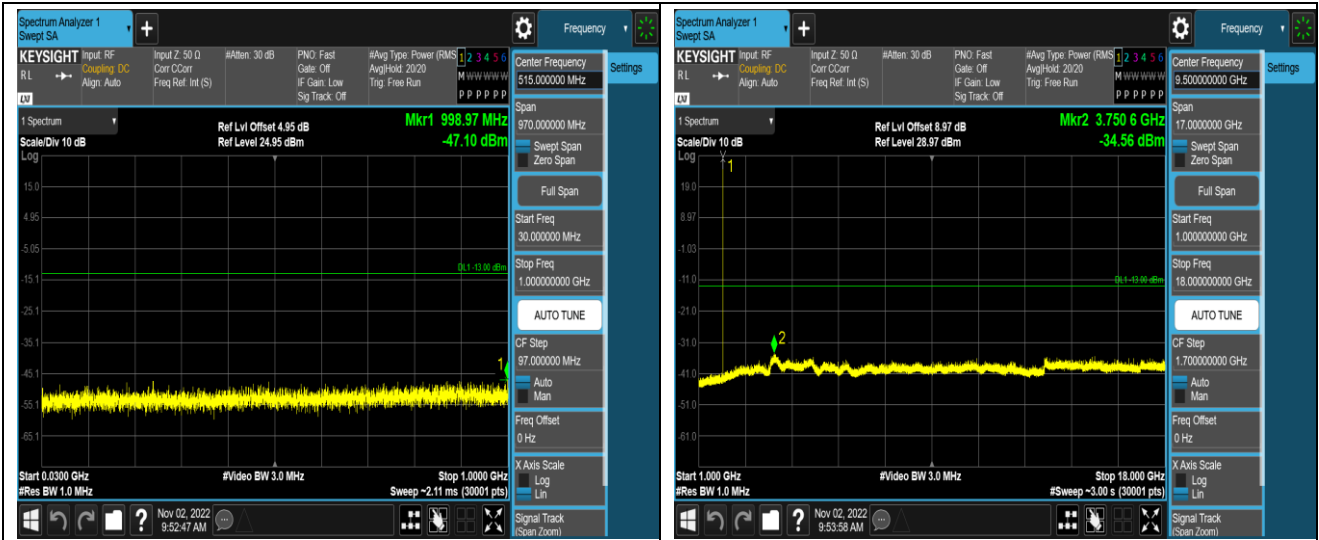 Spectrum Analyzer 1
Swept SA
+
Frequency
KEYSIGHT
Input: RF
Coupling: DC
Align: Auto
Input Z: 50 Ω
Corr CCorr
Freq Ref: Int (S)
#Atten: 30 dB
PNO: Fast
Gate: Off
IF Gain: Low
Sig Track: Off
#Avg Type: Power (RMS
Avg|Hold: 20/20
Trig: Free Run
1 2 3 4 5 6
M W W W W W
P P P P P P
RL
LXI
1 Spectrum
Scale/Div 10 dB
Log
Ref Lvl Offset 4.95 dB
Ref Level 24.95 dBm
Mkr1 998.97 MHz
-47.10 dBm
15.0
4.95
-5.05
-15.1
-25.1
-35.1
-45.1
-55.1
-65.1
DL1 -13.00 dBm
1
Start 0.0300 GHz
#Res BW 1.0 MHz
#Video BW 3.0 MHz
Stop 1.0000 GHz
Sweep ~2.11 ms (30001 pts)
Center Frequency
515.000000 MHz
Settings
Span
970.000000 MHz
Swept Span
Zero Span
Full Span
Start Freq
30.000000 MHz
Stop Freq
1.000000000 GHz
AUTO TUNE
CF Step
97.000000 MHz
Auto
Man
Freq Offset
0 Hz
X Axis Scale
Log
Lin
Signal Track
(Span Zoom)
?
Nov 02, 2022
9:52:47 AM
Spectrum Analyzer 1
Swept SA
+
Frequency
KEYSIGHT
Input: RF
Coupling: DC
Align: Auto
Input Z: 50 Ω
Corr CCorr
Freq Ref: Int (S)
#Atten: 30 dB
PNO: Fast
Gate: Off
IF Gain: Low
Sig Track: Off
#Avg Type: Power (RMS
Avg|Hold: 20/20
Trig: Free Run
1 2 3 4 5 6
M W W W W W
P P P P P P
RL
LXI
1 Spectrum
Scale/Div 10 dB
Log
Ref Lvl Offset 8.97 dB
Ref Level 28.97 dBm
Mkr2 3.750 6 GHz
-34.56 dBm
19.0
8.97
-1.03
-11.0
-21.0
-31.0
-41.0
-51.0
-61.0
DL1 -13.00 dBm
1
2
Start 1.000 GHz
#Res BW 1.0 MHz
#Video BW 3.0 MHz
Stop 18.000 GHz
#Sweep ~3.00 s (30001 pts)
Center Frequency
9.500000000 GHz
Settings
Span
17.0000000 GHz
Swept Span
Zero Span
Full Span
Start Freq
1.000000000 GHz
Stop Freq
18.000000000 GHz
AUTO TUNE
CF Step
1.700000000 GHz
Auto
Man
Freq Offset
0 Hz
X Axis Scale
Log
Lin
Signal Track
(Span Zoom)
?
Nov 02, 2022
9:53:58 AM